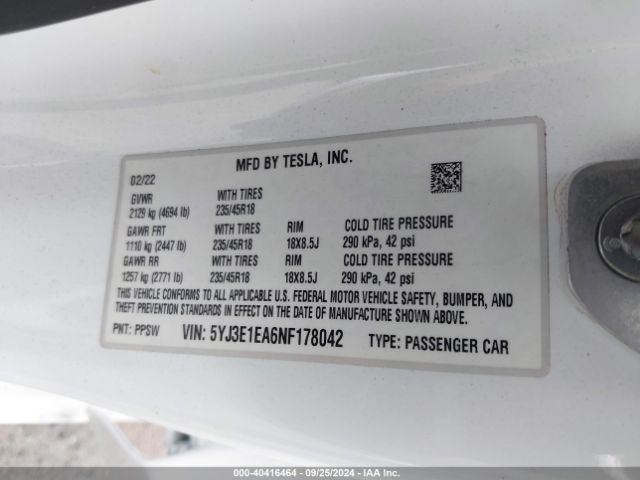 MFD BY TESLA, INC.
02/22
GVWR WITH TIRES
2129 kg (4694 lb) 235/45R18
GAWR FRT WITH TIRES RIM COLD TIRE PRESSURE
1110 kg (2447 lb) 235/45R18 18X8.5J 290 kPa, 42 psi
GAWR RR WITH TIRES RIM COLD TIRE PRESSURE
1257 kg (2771 lb) 235/45R18 18X8.5J 290 kPa, 42 psi
THIS VEHICLE CONFORMS TO ALL APPLICABLE U.S. FEDERAL MOTOR VEHICLE SAFETY, BUMPER, AND
THEFT PREVENTION STANDARDS IN EFFECT ON THE DATE OF MANUFACTURE SHOWN ABOVE.
PNT: PPSW VIN: 5YJ3E1EA6NF178042 TYPE: PASSENGER CAR
000-40416464 - 09/25/2024 - IAA Inc.